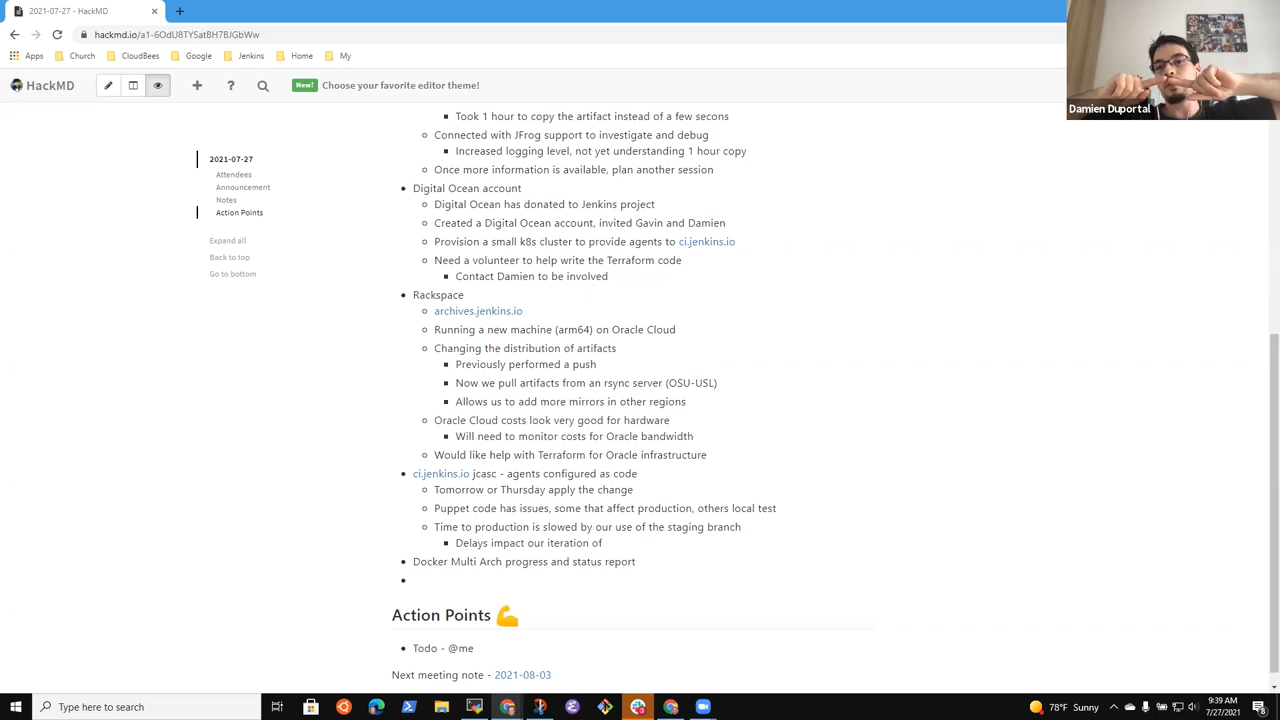 2021-07-27 - HackMD
hackmd.io/a1-6OdU8TYSatBH7BJGbWw
Apps Church CloudBees Google Jenkins Home My
HackMD New! Choose your favorite editor theme!
Damien Duportal
2021-07-27
Attendees
Announcement
Notes
Action Points
Expand all
Back to top
Go to bottom
Took 1 hour to copy the artifact instead of a few secons
Connected with JFrog support to investigate and debug
Increased logging level, not yet understanding 1 hour copy
Once more information is available, plan another session
Digital Ocean account
Digital Ocean has donated to Jenkins project
Created a Digital Ocean account, invited Gavin and Damien
Provision a small k8s cluster to provide agents to ci.jenkins.io
Need a volunteer to help write the Terraform code
Contact Damien to be involved
Rackspace
archives.jenkins.io
Running a new machine (arm64) on Oracle Cloud
Changing the distribution of artifacts
Previously performed a push
Now we pull artifacts from an rsync server (OSU-USL)
Allows us to add more mirrors in other regions
Oracle Cloud costs look very good for hardware
Will need to monitor costs for Oracle bandwidth
Would like help with Terraform for Oracle infrastructure
ci.jenkins.io jcasc - agents configured as code
Tomorrow or Thursday apply the change
Puppet code has issues, some that affect production, others local test
Time to production is slowed by our use of the staging branch
Delays impact our iteration of
Docker Multi Arch progress and status report
Action Points 💪
Todo - @me
Next meeting note - 2021-08-03
Type here to search
78°F Sunny
9:39 AM
7/27/2021